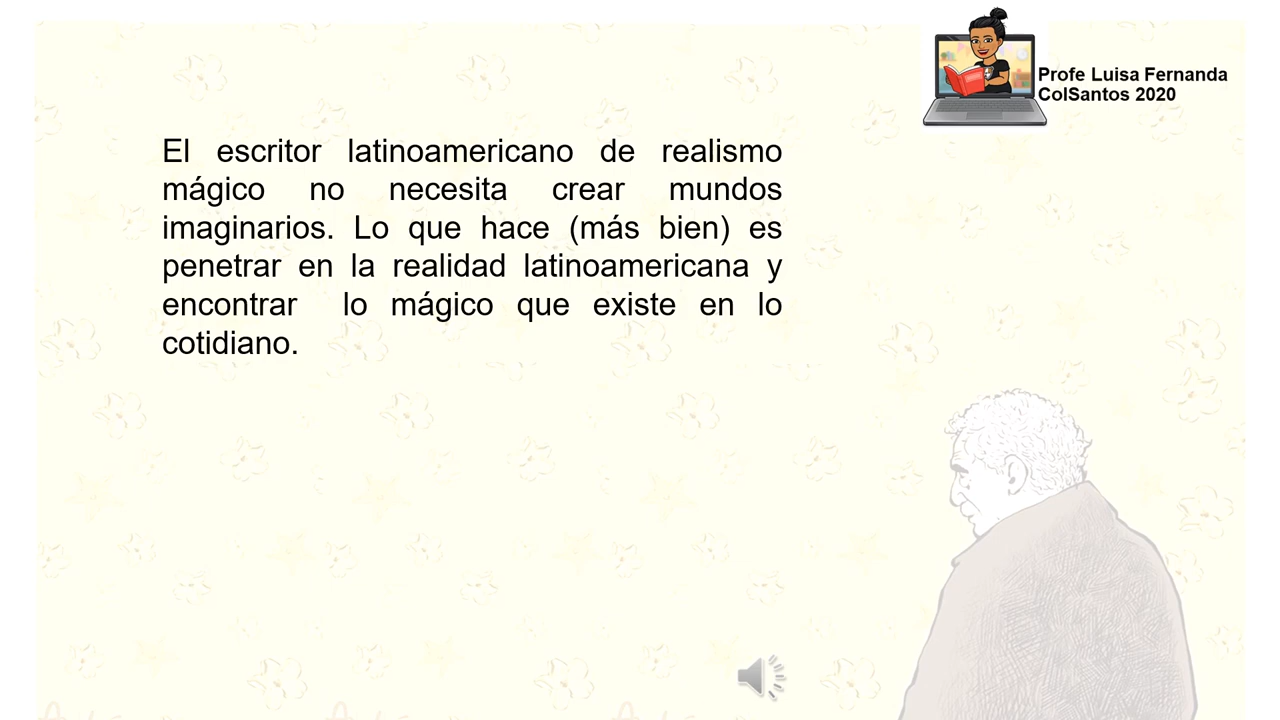 Profe Luisa Fernanda
ColSantos 2020
El escritor latinoamericano de realismo
mágico no necesita crear mundos
imaginarios. Lo que hace (más bien) es
penetrar en la realidad latinoamericana y
encontrar lo mágico que existe en lo
cotidiano.